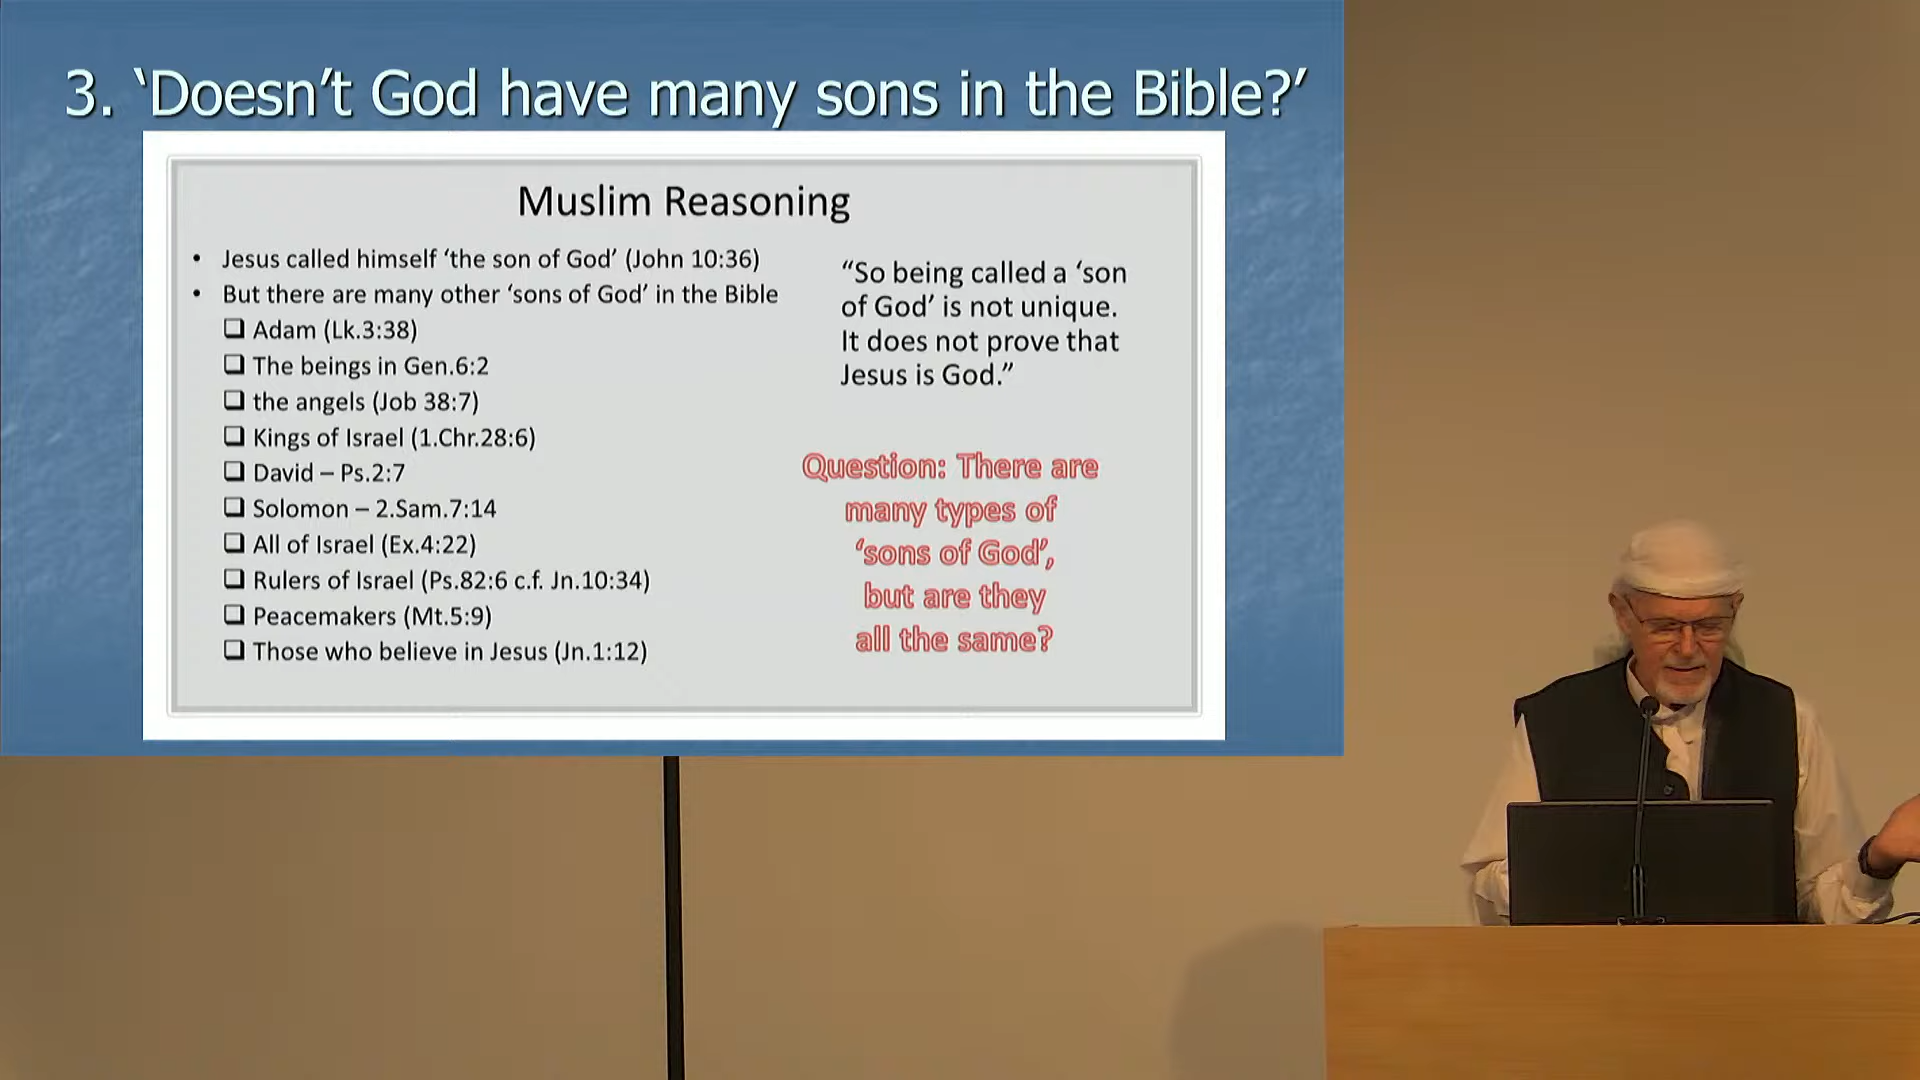 3. ‘Doesn’t God have many sons in the Bible?’
Muslim Reasoning
• Jesus called himself ‘the son of God’ (John 10:36)
• But there are many other ‘sons of God’ in the Bible
❑ Adam (Lk.3:38)
❑ The beings in Gen.6:2
❑ the angels (Job 38:7)
❑ Kings of Israel (1.Chr.28:6)
❑ David – Ps.2:7
❑ Solomon – 2.Sam.7:14
❑ All of Israel (Ex.4:22)
❑ Rulers of Israel (Ps.82:6 c.f. Jn.10:34)
❑ Peacemakers (Mt.5:9)
❑ Those who believe in Jesus (Jn.1:12)
“So being called a ‘son
of God’ is not unique.
It does not prove that
Jesus is God.”
Question: There are
many types of
‘sons of God’,
but are they
all the same?